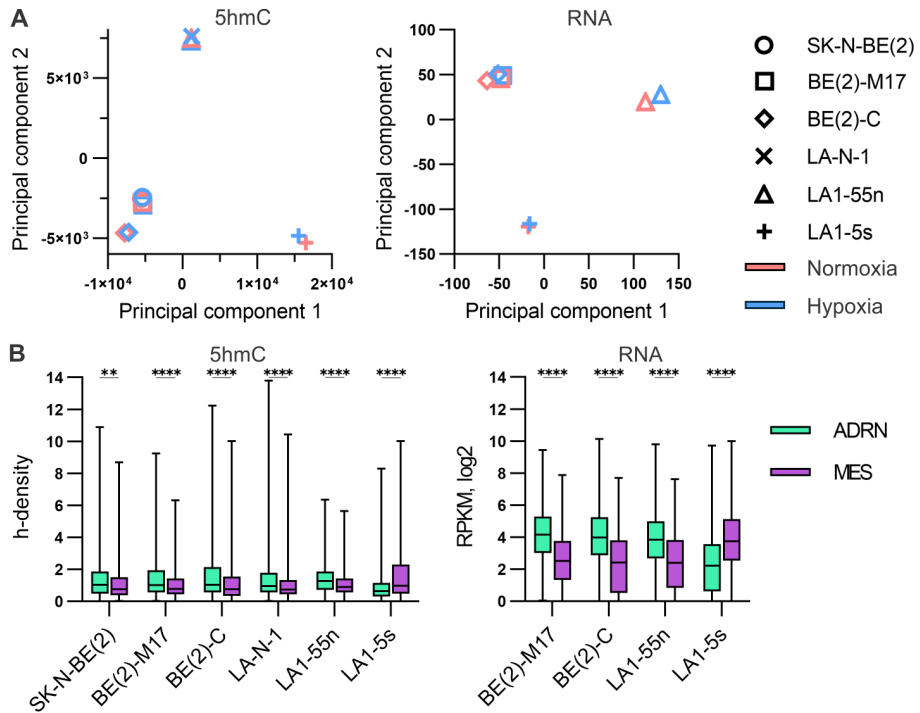 A
5hmC
RNA
Principal component 2
5×10³
0
-5×10³
-1×10⁴
0
1×10⁴
2×10⁴
Principal component 1
Principal component 2
100
50
0
-50
-100
-150
-100
-50
0
50
100
150
Principal component 1
SK-N-BE(2)
BE(2)-M17
BE(2)-C
LA-N-1
LA1-55n
LA1-5s
Normoxia
Hypoxia
B
5hmC
RNA
h-density
14
12
10
8
6
4
2
0
** **** **** **** **** ****
SK-N-BE(2)
BE(2)-M17
BE(2)-C
LA-N-1
LA1-55n
LA1-5s
RPKM, log2
14
12
10
8
6
4
2
0
**** **** **** ****
BE(2)-M17
BE(2)-C
LA1-55n
LA1-5s
ADRN
MES